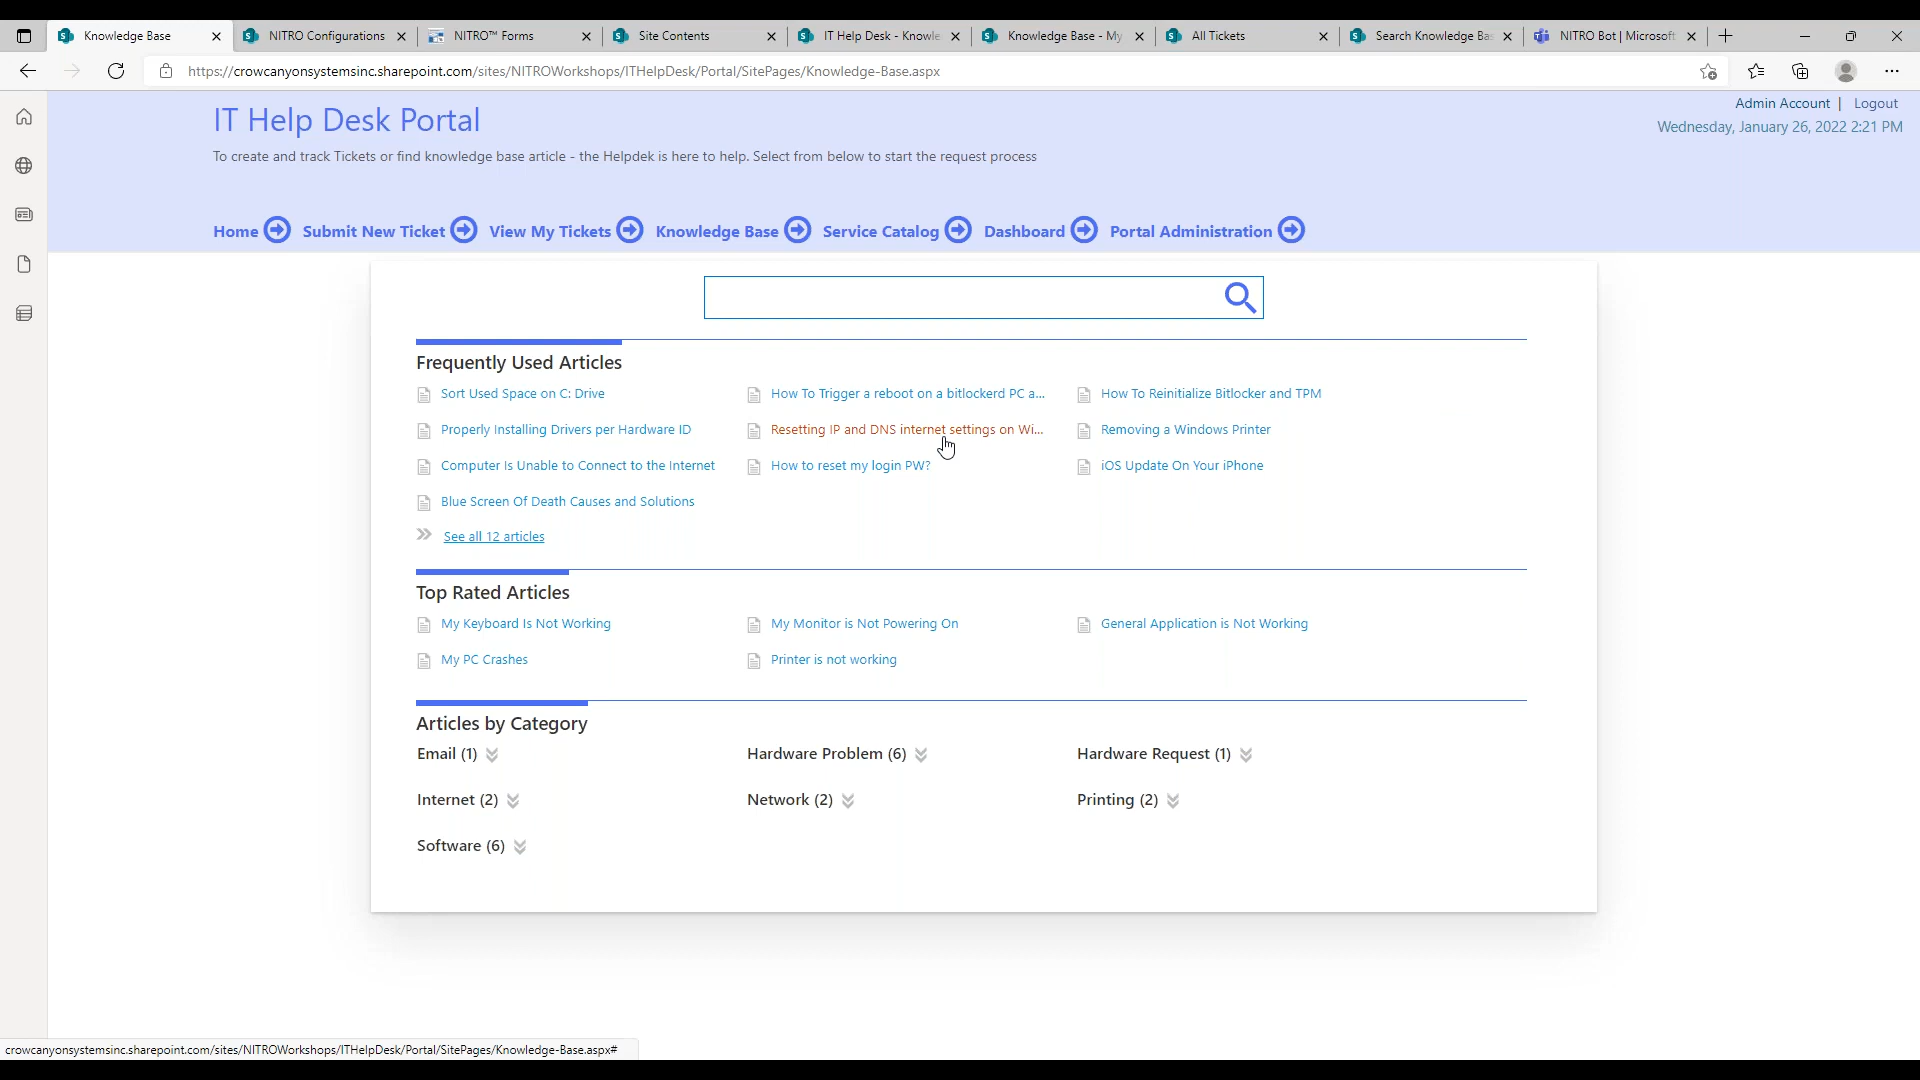 Knowledge Base
NITRO Configurations
NITRO™ Forms
Site Contents
IT Help Desk - Knowle
Knowledge Base - My
All Tickets
Search Knowledge Bas
NITRO Bot | Microsoft
https://crowcanyonsystemsinc.sharepoint.com/sites/NITROWorkshops/ITHelpDesk/Portal/SitePages/Knowledge-Base.aspx
IT Help Desk Portal
Admin Account | Logout
Wednesday, January 26, 2022 2:21 PM
To create and track Tickets or find knowledge base article - the Helpdek is here to help. Select from below to start the request process
Home Submit New Ticket View My Tickets Knowledge Base Service Catalog Dashboard Portal Administration
Frequently Used Articles
Sort Used Space on C: Drive
How To Trigger a reboot on a bitlockerd PC a...
How To Reinitialize Bitlocker and TPM
Properly Installing Drivers per Hardware ID
Resetting IP and DNS internet settings on Wi...
Removing a Windows Printer
Computer Is Unable to Connect to the Internet
How to reset my login PW?
iOS Update On Your iPhone
Blue Screen Of Death Causes and Solutions
See all 12 articles
Top Rated Articles
My Keyboard Is Not Working
My Monitor is Not Powering On
General Application is Not Working
My PC Crashes
Printer is not working
Articles by Category
Email (1)
Hardware Problem (6)
Hardware Request (1)
Internet (2)
Network (2)
Printing (2)
Software (6)
crowcanyonsystemsinc.sharepoint.com/sites/NITROWorkshops/ITHelpDesk/Portal/SitePages/Knowledge-Base.aspx#